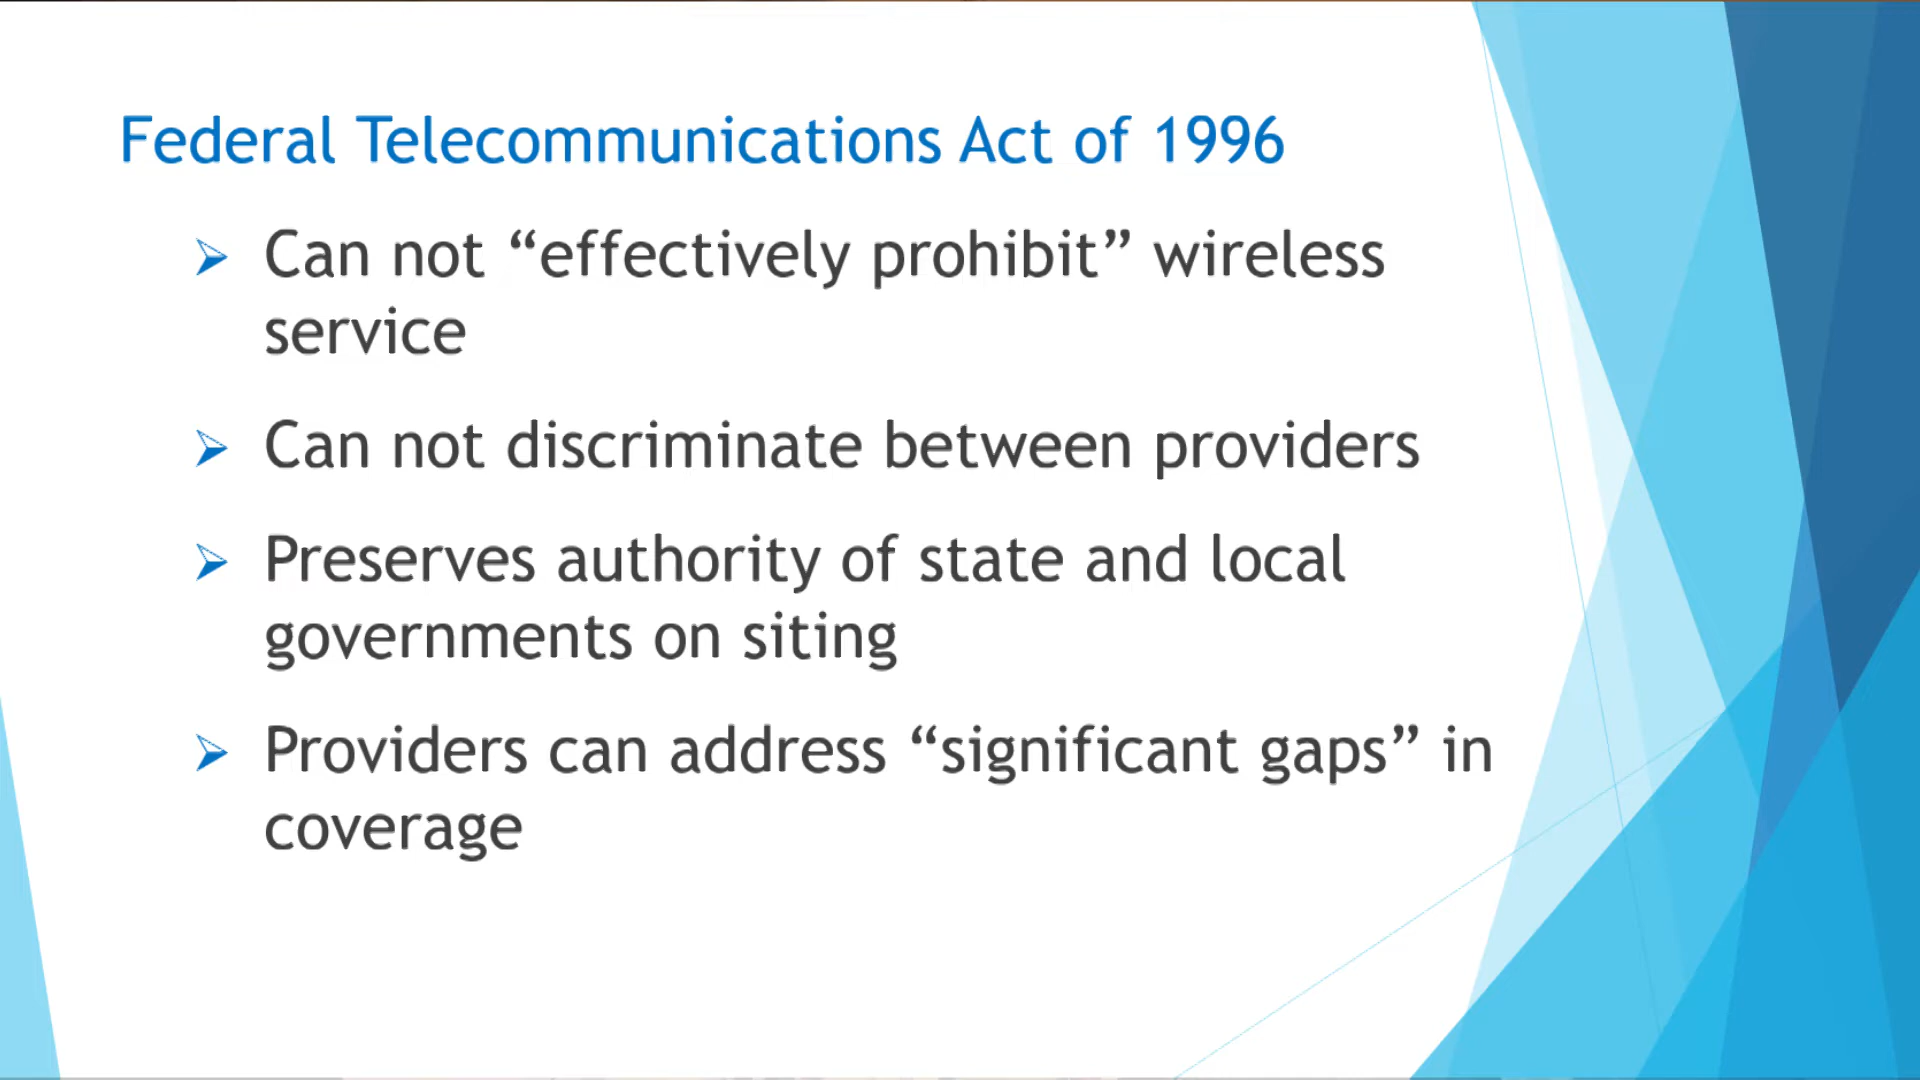 Federal Telecommunications Act of 1996
Can not “effectively prohibit” wireless
service
Can not discriminate between providers
Preserves authority of state and local
governments on siting
Providers can address “significant gaps” in
coverage